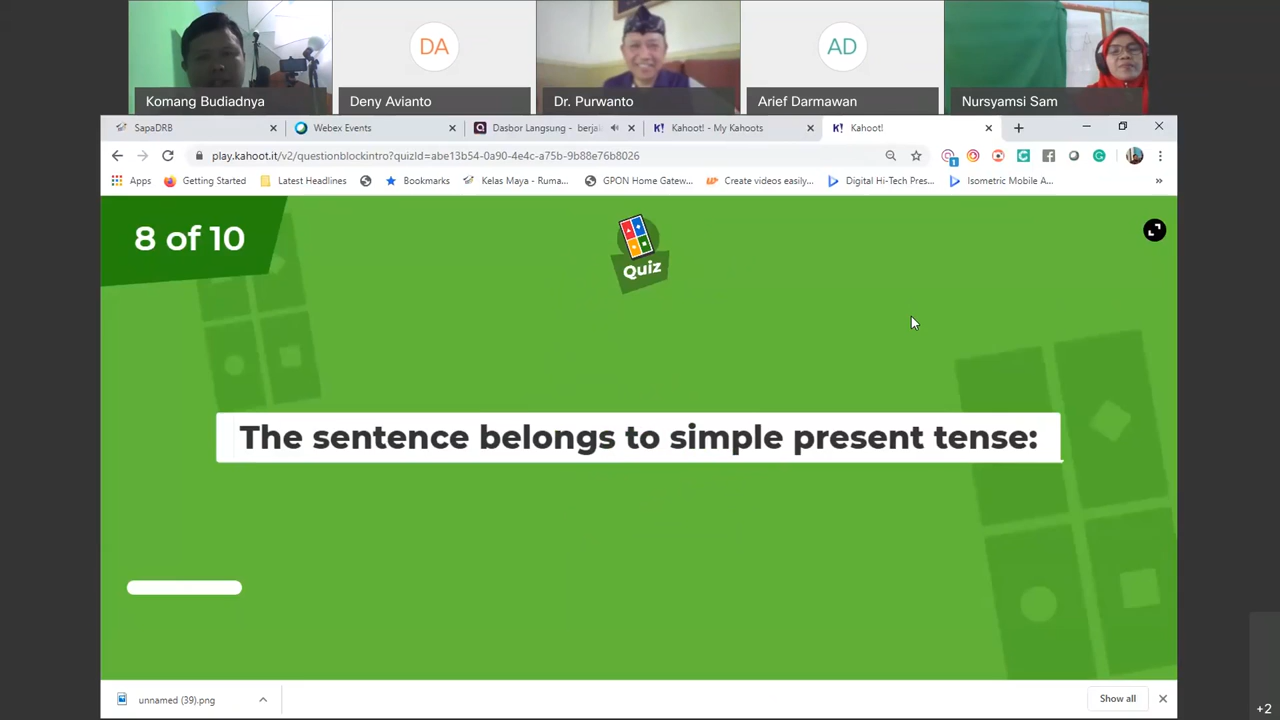 DA
AD
Komang Budiadnya
Deny Avianto
Dr. Purwanto
Arief Darmawan
Nursyamsi Sam
SapaDRB
Webex Events
Dasbor Langsung - berjal
Kahoot! - My Kahoots
K! Kahoot!
play.kahoot.it/v2/questionblockintro?quizId=abe13b54-0a90-4e4c-a75b-9b88e76b8026
Apps
Getting Started
Latest Headlines
Bookmarks
Kelas Maya - Ruma...
GPON Home Gatew...
Create videos easily...
Digital Hi-Tech Pres...
Isometric Mobile A...
»
8 of 10
Quiz
The sentence belongs to simple present tense:
unnamed (39).png
Show all
+2